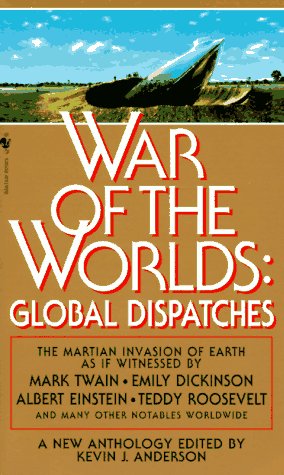 WAR
OF THE
WORLDS:
GLOBAL DISPATCHES
THE MARTIAN INVASION OF EARTH
AS IF WITNESSED BY
MARK TWAIN • EMILY DICKINSON
ALBERT EINSTEIN • TEDDY ROOSEVELT
AND MANY OTHER NOTABLES WORLDWIDE
A NEW ANTHOLOGY EDITED BY
KEVIN J. ANDERSON